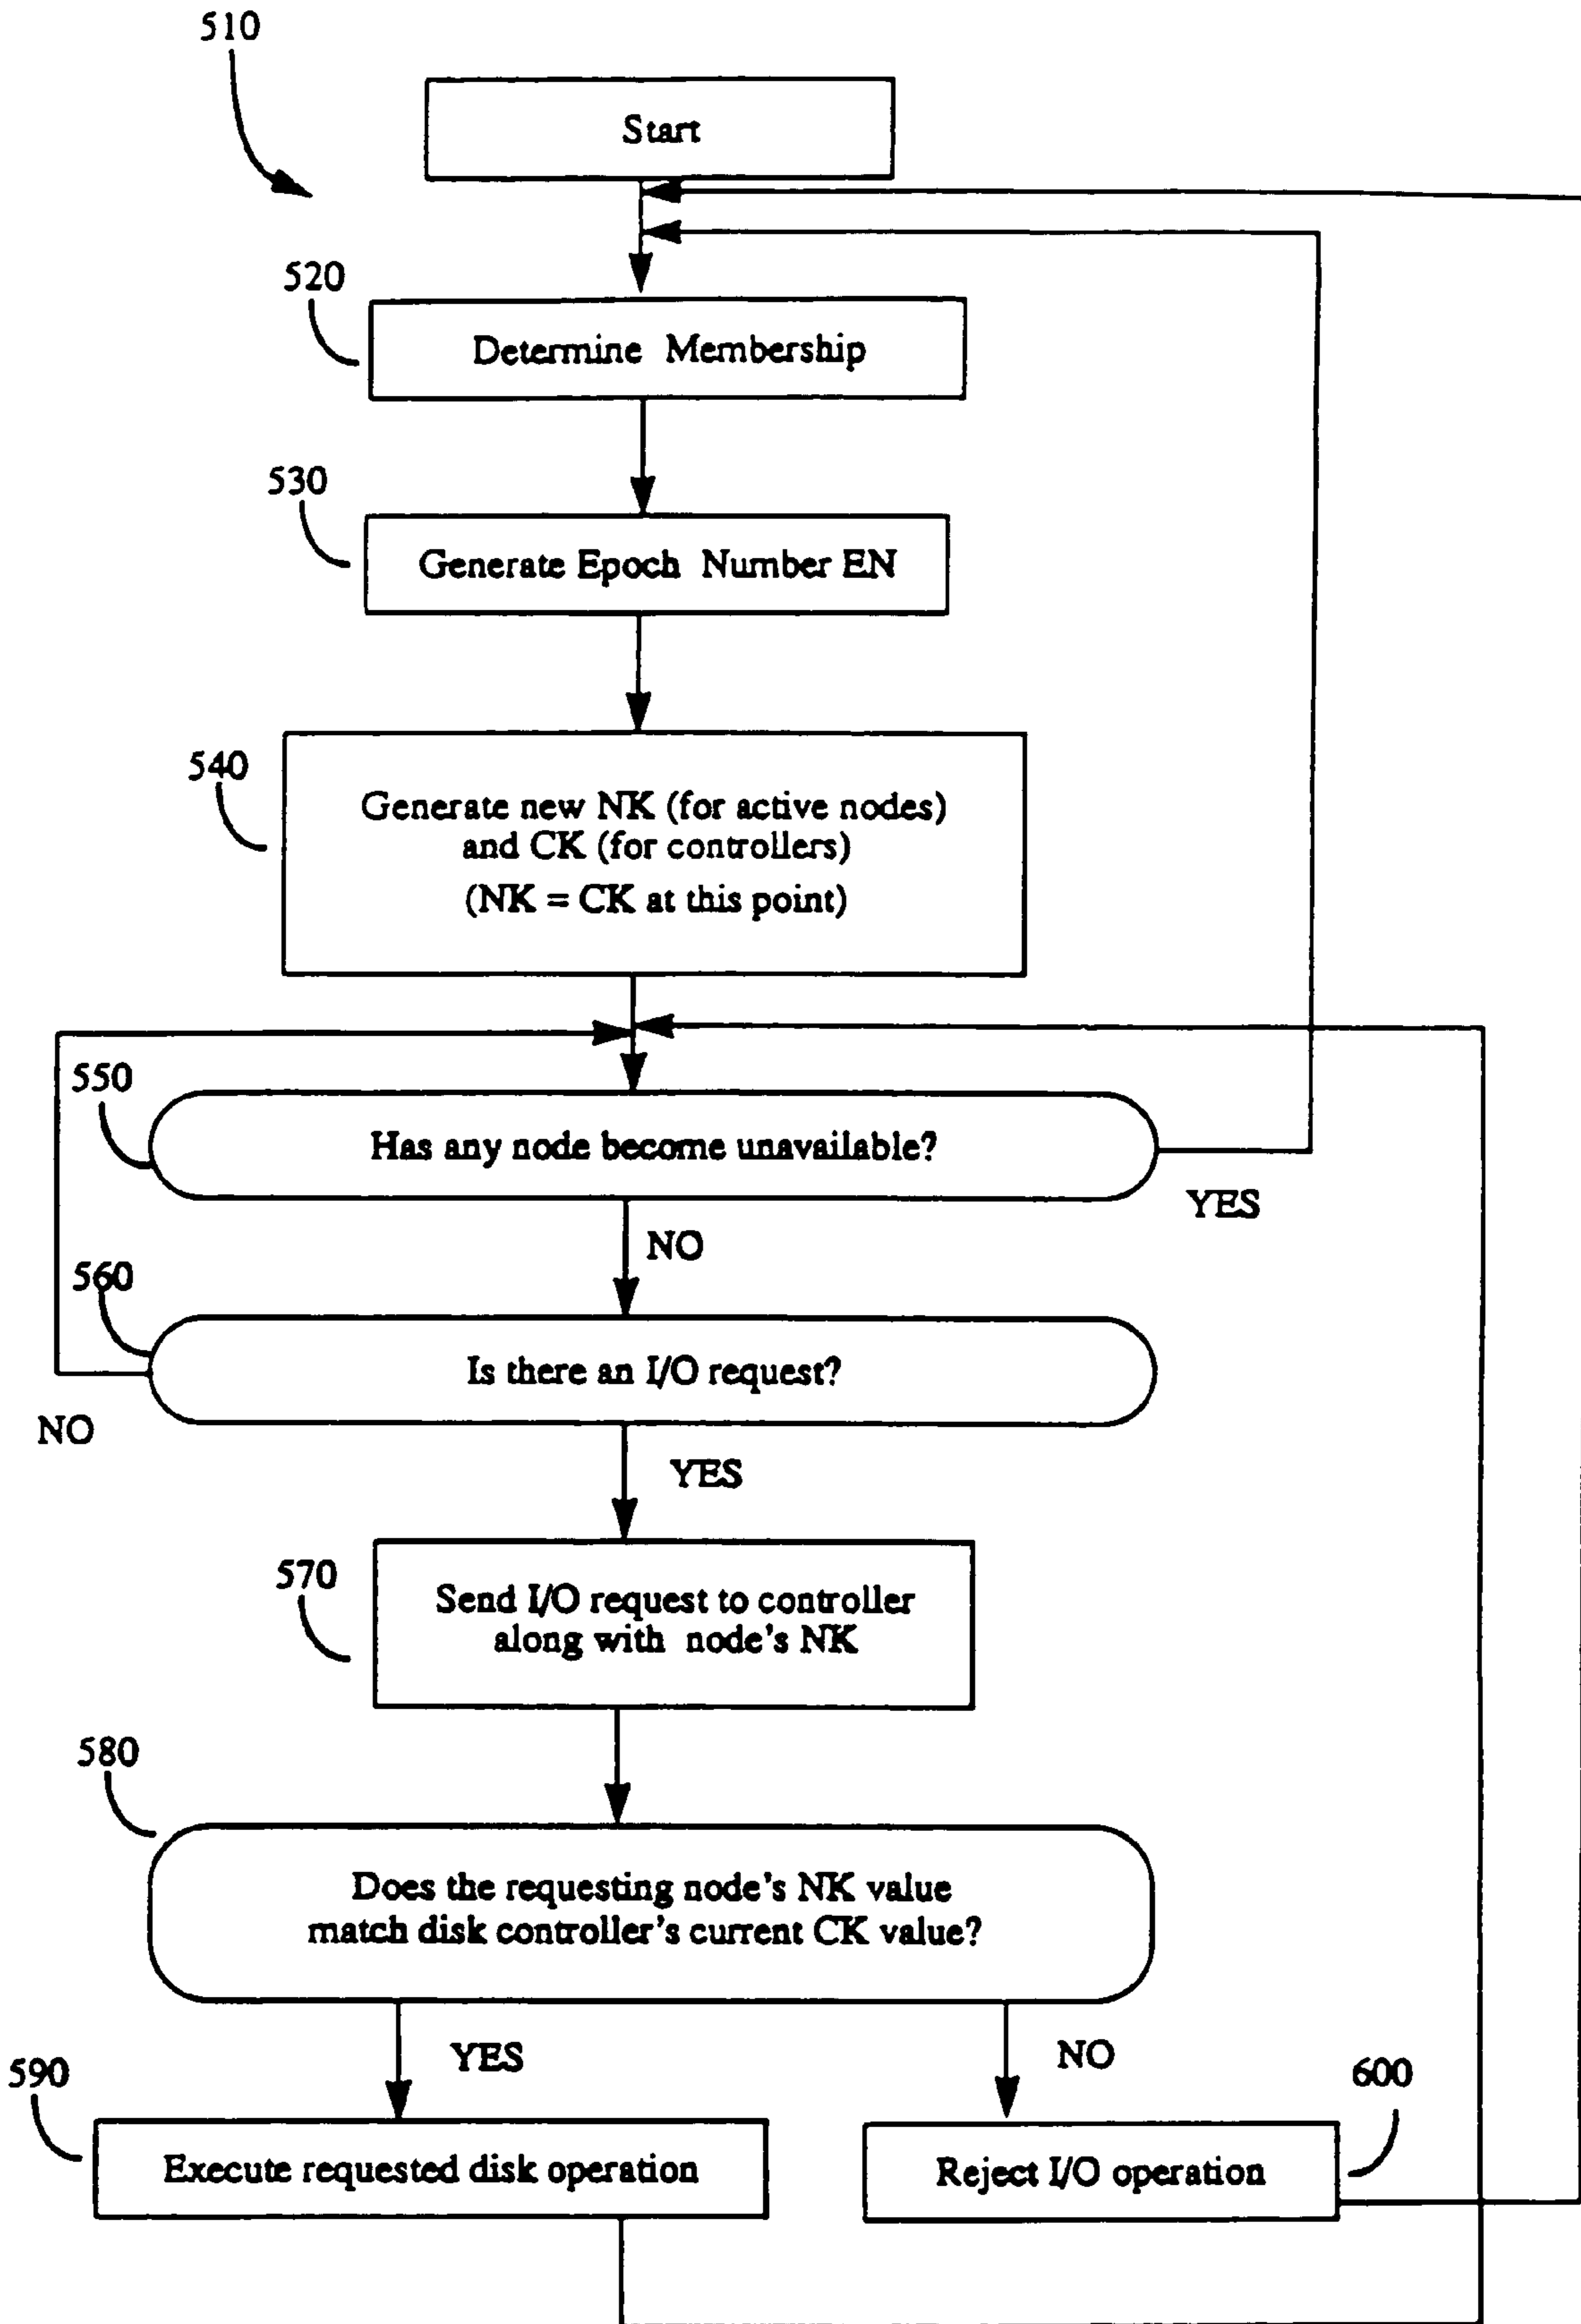 510
Start
520
Determine Membership
530
Generate Epoch Number EN
540
Generate new NK (for active nodes)
and CK (for controllers)
(NK = CK at this point)
550
Has any node become unavailable?
YES
NO
560
Is there an I/O request?
NO
YES
570
Send I/O request to controller
along with node's NK
580
Does the requesting node's NK value
match disk controller's current CK value?
YES
NO
590
600
Execute requested disk operation
Reject I/O operation